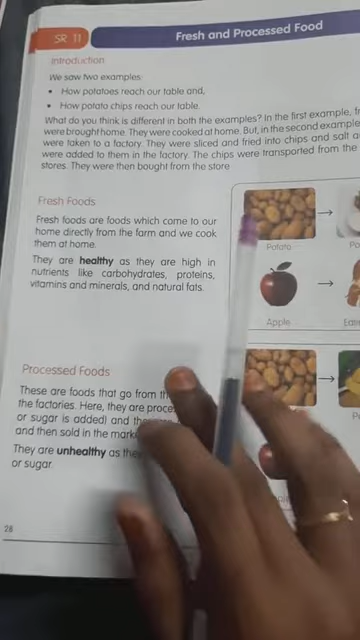 SR 11
Fresh and Processed Food
Introduction
We saw two examples:
• How potatoes reach our table and,
• How potato chips reach our table.
What do you think is different in both the examples? In the first example,
were brought home. They were cooked at home. But, in the second example
were taken to a factory. They were sliced and fried into chips and salt
were added to them in the factory. The chips were transported from the
stores. They were then bought from the store
Fresh Foods
Fresh foods are foods which come to our
home directly from the farm and we cook
them at home.
They are healthy as they are high in
nutrients like carbohydrates, proteins,
vitamins and minerals, and natural fats.
Potato
Apple
Processed Foods
These are foods that go from
the factories. Here, they are
or sugar is added) and
and then sold in the
They are unhealthy as
or sugar.
28